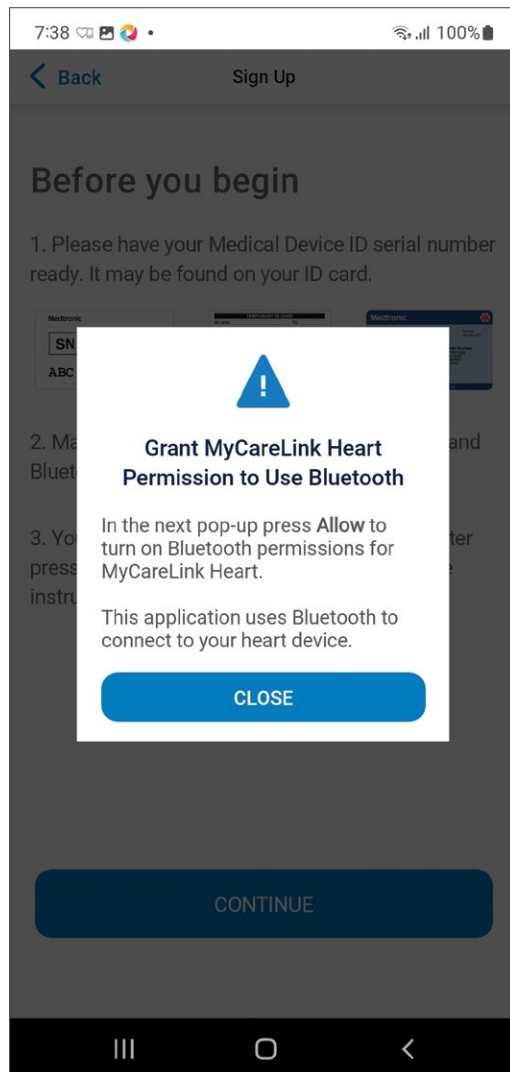 7:38
100%
Back
Sign Up
Before you begin
1. Please have your Medical Device ID serial number
ready. It may be found on your ID card.
Medtronic
TEMPORARY ID CARD
Medtronic
SN
ABC
2. Ma
and
Bluet
3. Yo
ter
press
instru
Grant MyCareLink Heart
Permission to Use Bluetooth
In the next pop-up press Allow to
turn on Bluetooth permissions for
MyCareLink Heart.
This application uses Bluetooth to
connect to your heart device.
CLOSE
CONTINUE